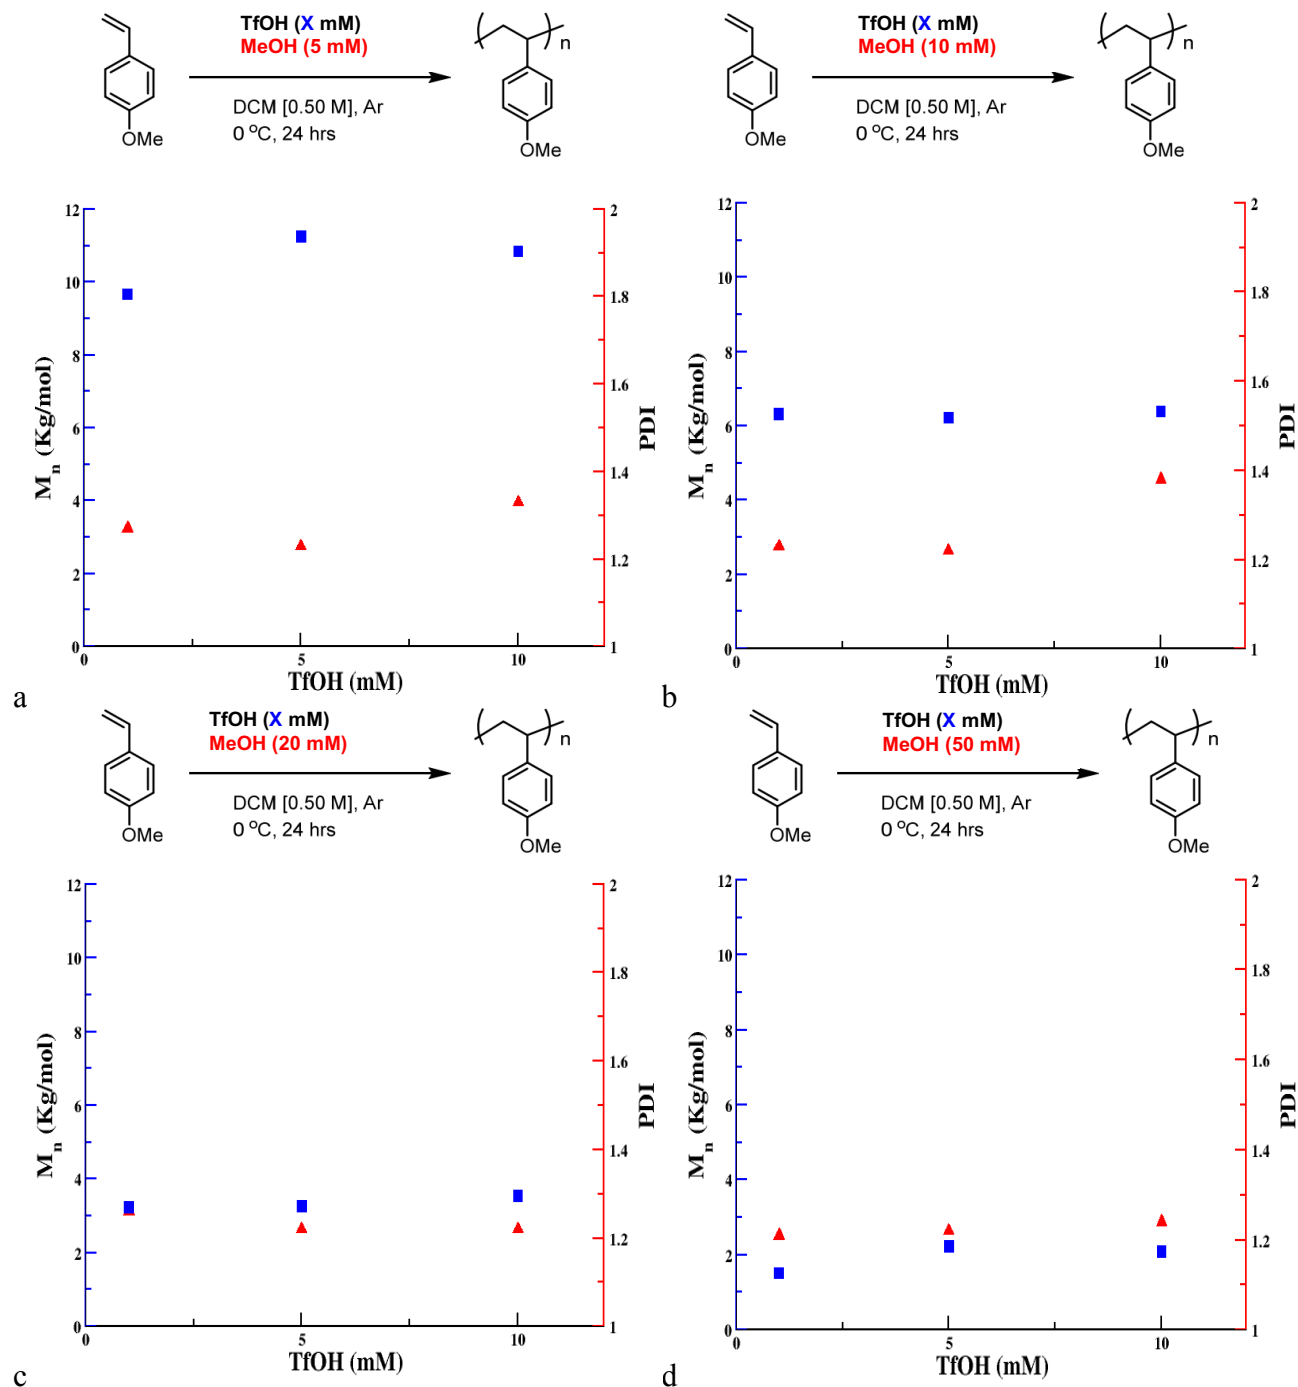 TfOH (X mM)
MeOH (5 mM)
DCM [0.50 M], Ar
0 ºC, 24 hrs
OMe
n
OMe
12
10
8
6
4
2
0
Mn (Kg/mol)
2
1.8
1.6
1.4
1.2
1
PDI
0
5
10
TfOH (mM)
a
TfOH (X mM)
MeOH (10 mM)
DCM [0.50 M], Ar
0 ºC, 24 hrs
OMe
n
OMe
12
10
8
6
4
2
0
Mn (Kg/mol)
2
1.8
1.6
1.4
1.2
1
PDI
0
5
10
TfOH (mM)
b
TfOH (X mM)
MeOH (20 mM)
DCM [0.50 M], Ar
0 ºC, 24 hrs
OMe
n
OMe
12
10
8
6
4
2
0
Mn (Kg/mol)
2
1.8
1.6
1.4
1.2
1
PDI
0
5
10
TfOH (mM)
c
TfOH (X mM)
MeOH (50 mM)
DCM [0.50 M], Ar
0 ºC, 24 hrs
OMe
n
OMe
12
10
8
6
4
2
0
Mn (Kg/mol)
2
1.8
1.6
1.4
1.2
1
PDI
0
5
10
TfOH (mM)
d